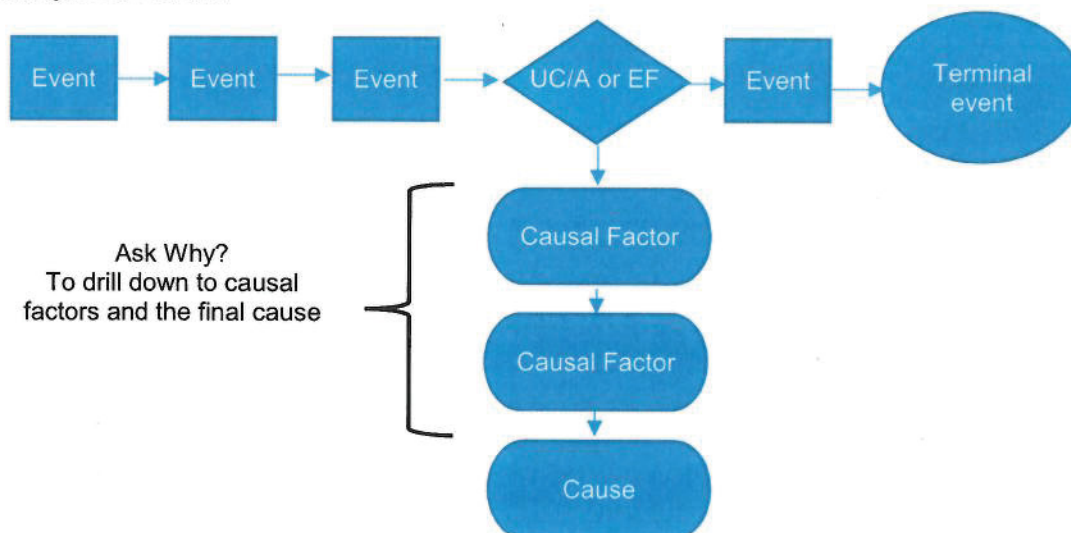 Event
Event
Event
UC/A or EF
Event
Terminal
event
Causal Factor
Ask Why?
To drill down to causal
factors and the final cause
Causal Factor
Cause